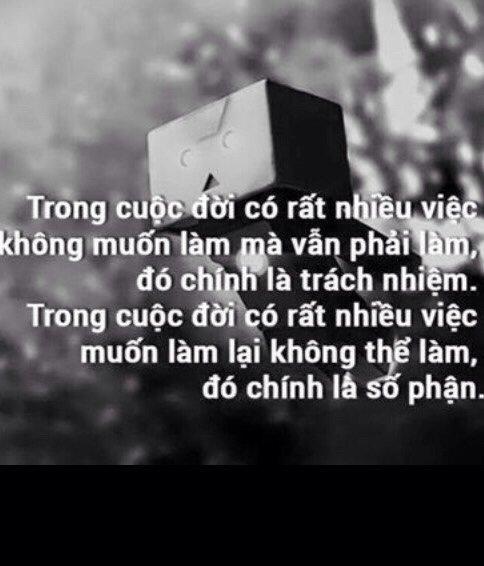 Trong cuộc đời có rất nhiều việc
không muốn làm mà vẫn phải làm,
đó chính là trách nhiệm.
Trong cuộc đời có rất nhiều việc
muốn làm lại không thể làm,
đó chính là số phận.